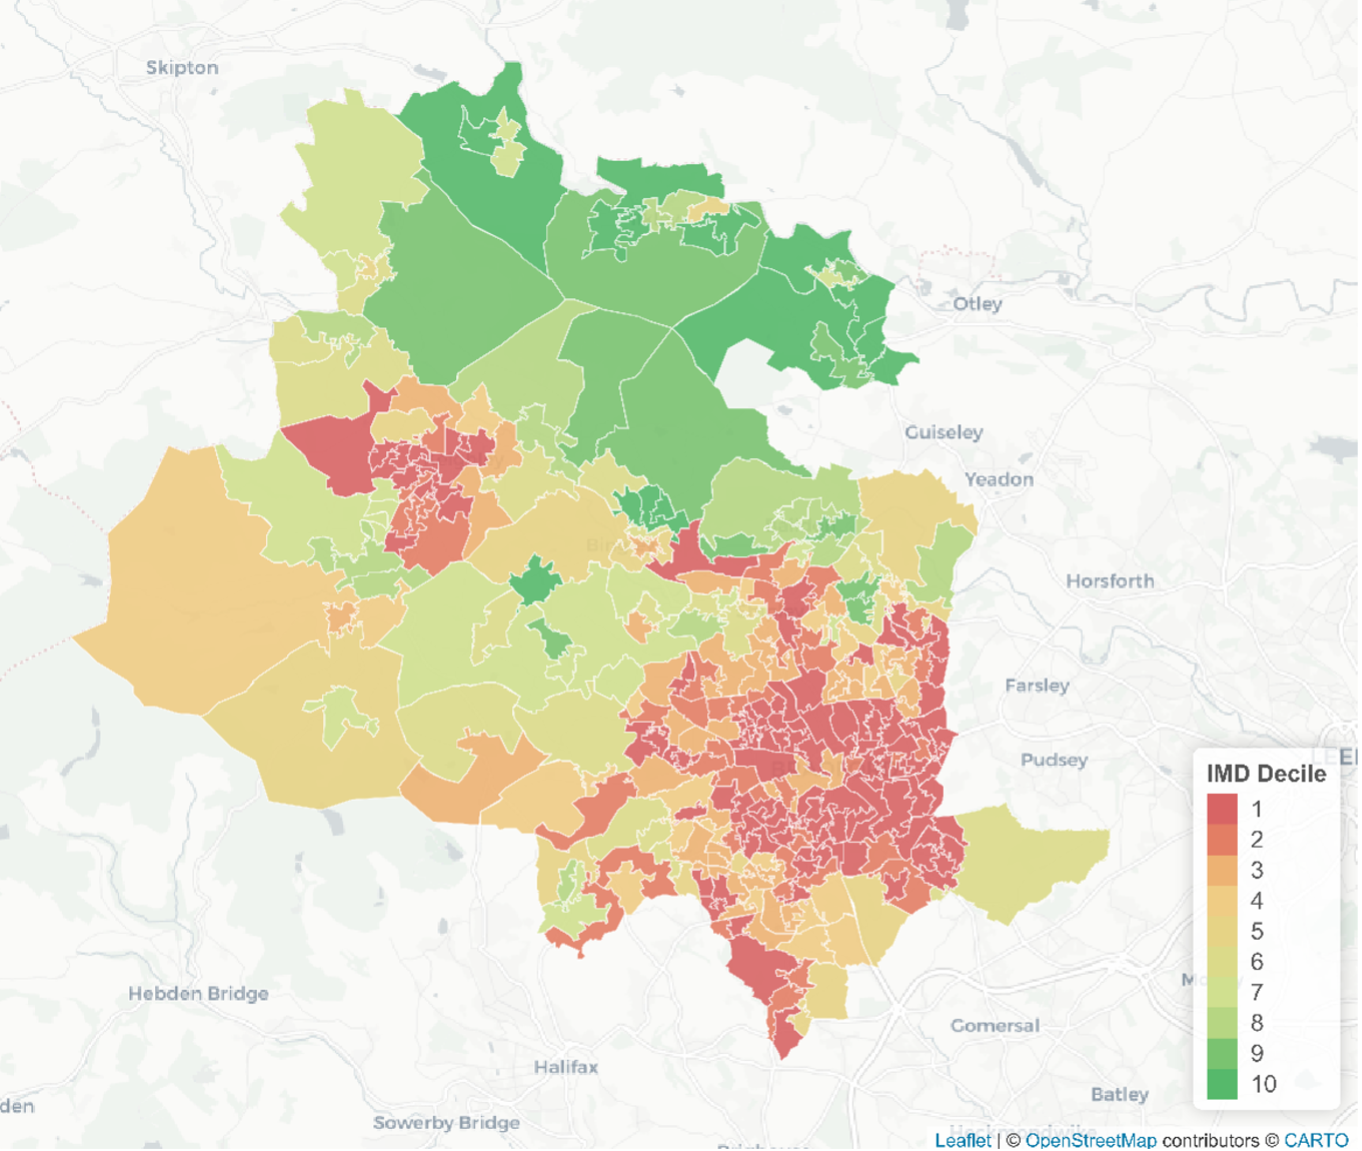 Skipton
Otley
Guiseley
Yeadon
Horsforth
Farsley
Pudsey
IMD Decile
1
2
3
4
5
6
7
8
9
10
Hebden Bridge
Gomersal
Halifax
Batley
Sowerby Bridge
den
Leaflet | © OpenStreetMap contributors © CARTO